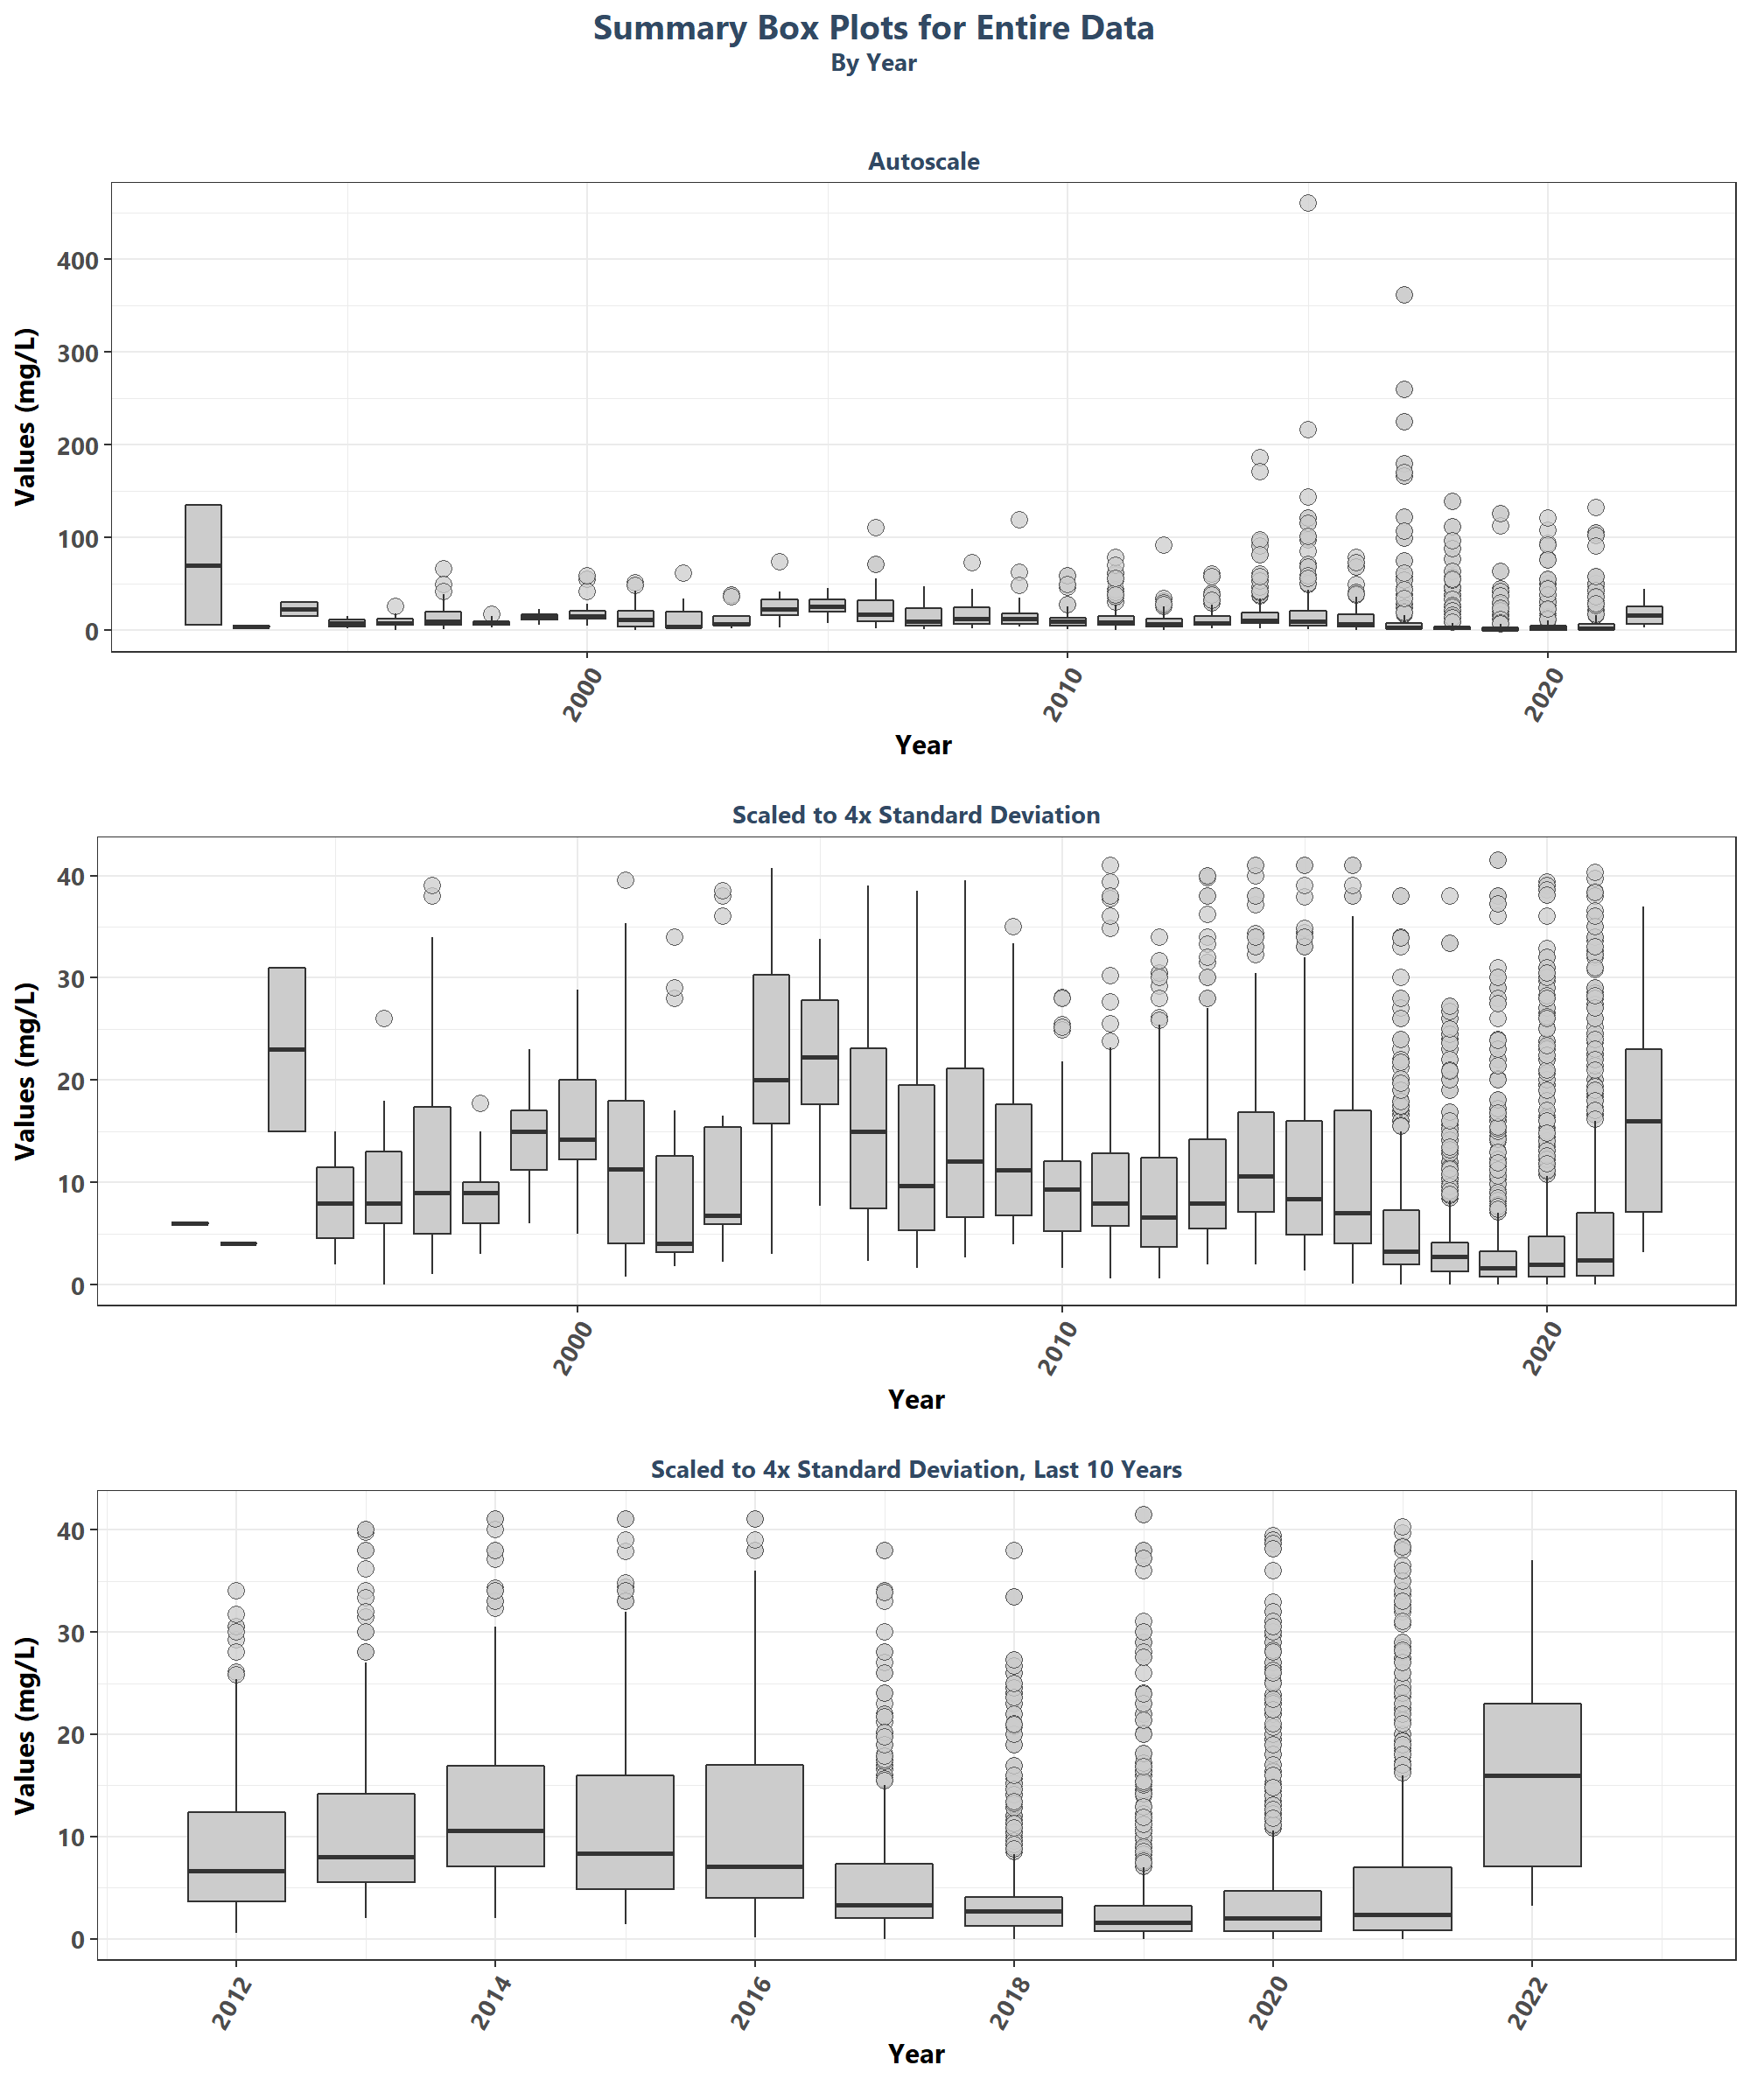 Summary Box Plots for Entire Data
By Year
Autoscale
Values (mg/L)
400
300
200
100
0
2000
2010
2020
Year
Scaled to 4x Standard Deviation
Values (mg/L)
40
30
20
10
0
2000
2010
2020
Year
Scaled to 4x Standard Deviation, Last 10 Years
Values (mg/L)
40
30
20
10
0
2012
2014
2016
2018
2020
2022
Year